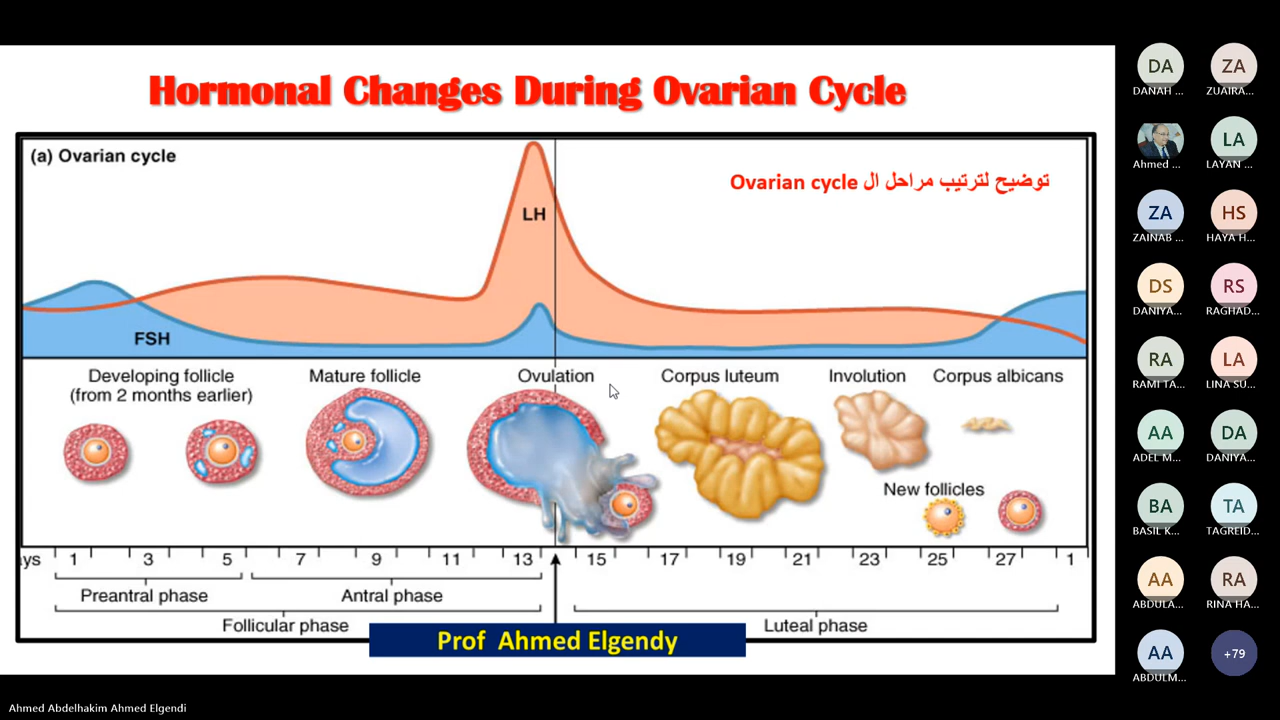 Hormonal Changes During Ovarian Cycle
(a) Ovarian cycle
توضيح لترتيب مراحل ال Ovarian cycle
LH
FSH
Developing follicle
(from 2 months earlier)
Mature follicle
Ovulation
Corpus luteum
Involution
Corpus albicans
New follicles
ys 1 3 5 7 9 11 13 15 17 19 21 23 25 27 1
Preantral phase
Antral phase
Follicular phase
Luteal phase
Prof Ahmed Elgendy
DA ZA
DANAH ... ZUAIRA...
LA
Ahmed ... LAYAN ...
ZA HS
ZAINAB ... HAYA H...
DS RS
DANIYA... RAGHAD...
RA LA
RAMI TA... LINA SU...
AA DA
ADEL M... DANIYA...
BA TA
BASIL K... TAGREID...
AA RA
ABDULA... RINA HA...
AA +79
ABDULM...
Ahmed Abdelhakim Ahmed Elgendi